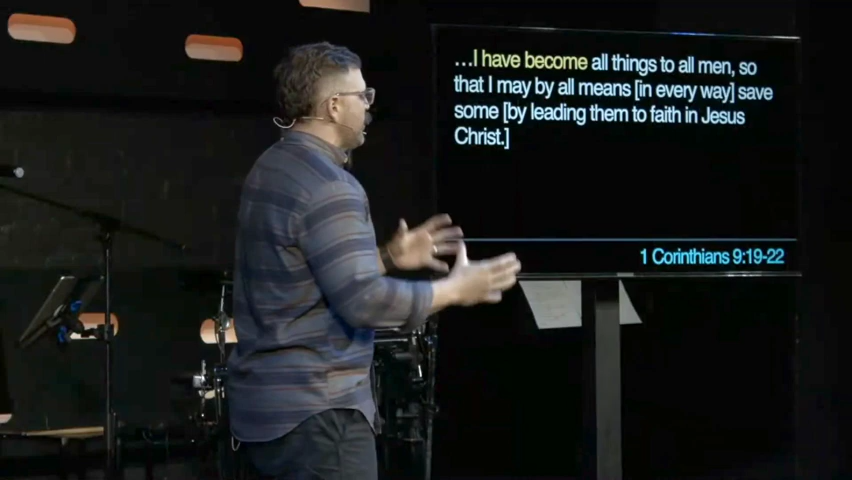 …I have become all things to all men, so
that I may by all means [in every way] save
some [by leading them to faith in Jesus
Christ.]
1 Corinthians 9:19-22